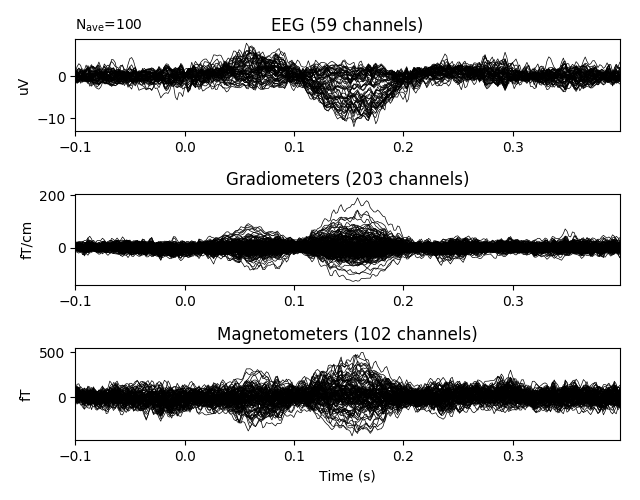 N_ave=100
EEG (59 channels)
uV
0
−10
−0.1 0.0 0.1 0.2 0.3
Gradiometers (203 channels)
fT/cm
200
0
−0.1 0.0 0.1 0.2 0.3
Magnetometers (102 channels)
fT
500
0
−0.1 0.0 0.1 0.2 0.3
Time (s)